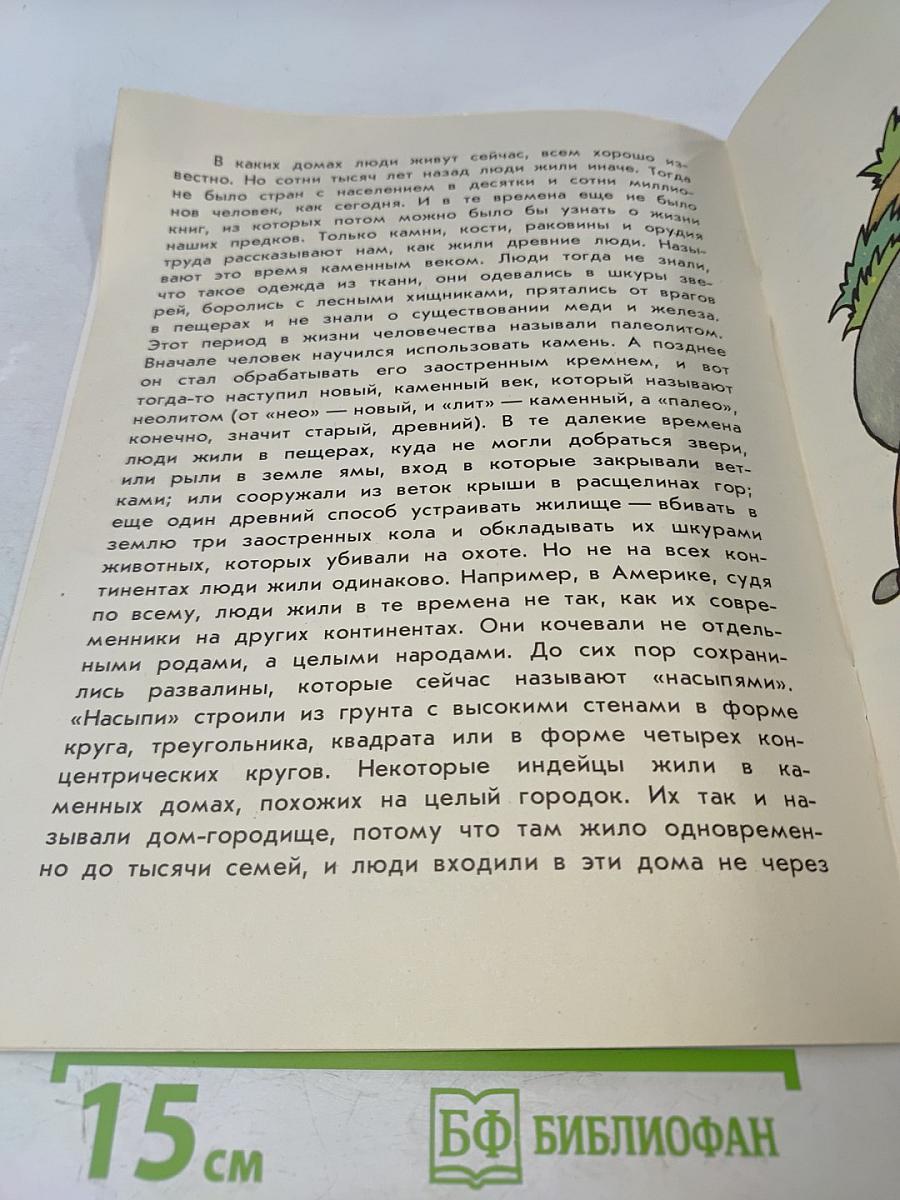 В каких домах люди живут сейчас, всем хорошо из-
вестно. Но сотни тысяч лет назад люди жили иначе. Тогда
не было стран с населением в десятки и сотни миллио-
нов человек, как сегодня. И в те времена еще не было
книг, из которых потом можно было бы узнать о жизни
наших предков. Только камни, кости, раковины и орудия
труда рассказывают нам, как жили древние люди. Назы-
вают это время каменным веком. Люди тогда не знали,
что такое одежда из ткани, они одевались в шкуры зве-
рей, боролись с лесными хищниками, прятались от врагов
в пещерах и не знали о существовании меди и железа.
Этот период в жизни человечества называли палеолитом.
Вначале человек научился использовать камень. А позднее
он стал обрабатывать его заостренным кремнем, и вот
тогда-то наступил новый, каменный век, который называют
неолитом (от «нео» — новый, и «лит» — каменный, а «палео»,
конечно, значит старый, древний). В те далекие времена
люди жили в пещерах, куда не могли добраться звери,
или рыли в земле ямы, вход в которые закрывали вет-
ками; или сооружали из веток крыши в расщелинах гор;
еще один древний способ устраивать жилище — вбивать в
землю три заостренных кола и обкладывать их шкурами
животных, которых убивали на охоте. Но не на всех кон-
тинентах люди жили одинаково. Например, в Америке, судя
по всему, люди жили в те времена не так, как их совре-
менники на других континентах. Они кочевали не отдель-
ными родами, а целыми народами. До сих пор сохрани-
лись развалины, которые сейчас называют «насыпями».
«Насыпи» строили из грунта с высокими стенами в форме
круга, треугольника, квадрата или в форме четырех кон-
центрических кругов. Некоторые индейцы жили в ка-
менных домах, похожих на целый городок. Их так и на-
зывали дом-городище, потому что там жило одновремен-
но до тысячи семей, и люди входили в эти дома не через
15 см
БФ БИБЛИОФАН